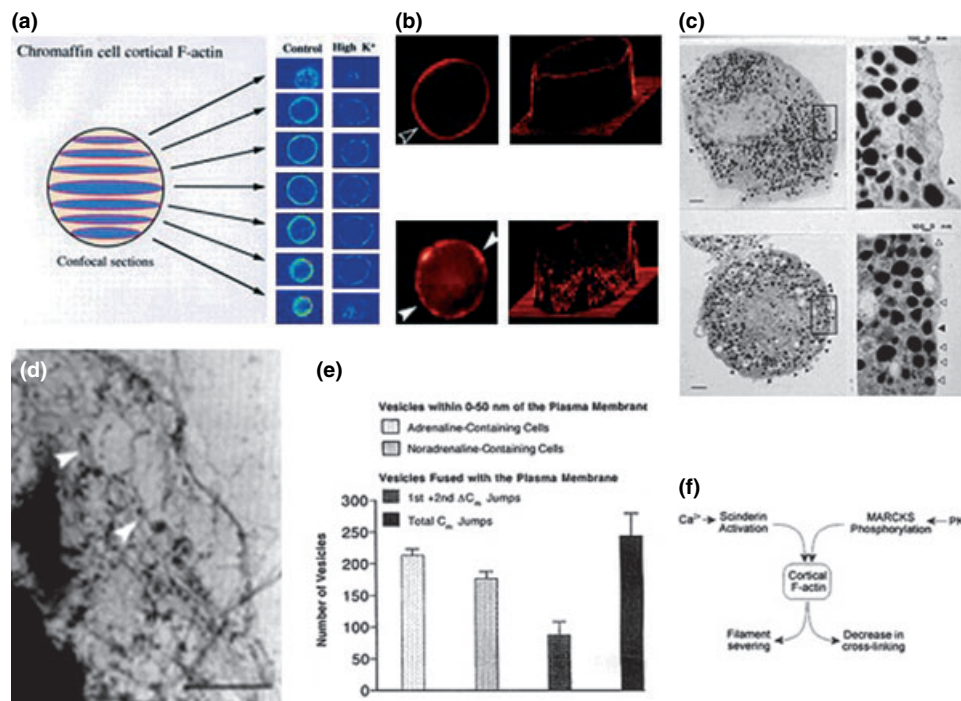 (a)
Chromaffin cell cortical F-actin
Confocal sections
Control
High K⁺
(b)
(c)
(d)
(e)
Vesicles within 0-50 nm of the Plasma Membrane
Adrenaline-Containing Cells
Noradrenaline-Containing Cells
Vesicles Fused with the Plasma Membrane
1st +2nd ΔCm Jumps
Total Cm Jumps
Number of Vesicles
300
250
200
150
100
50
0
(f)
Ca²⁺
Scinderin
Activation
MARCKS
Phosphorylation
PK
Cortical
F-actin
Filament
severing
Decrease in
cross-linking